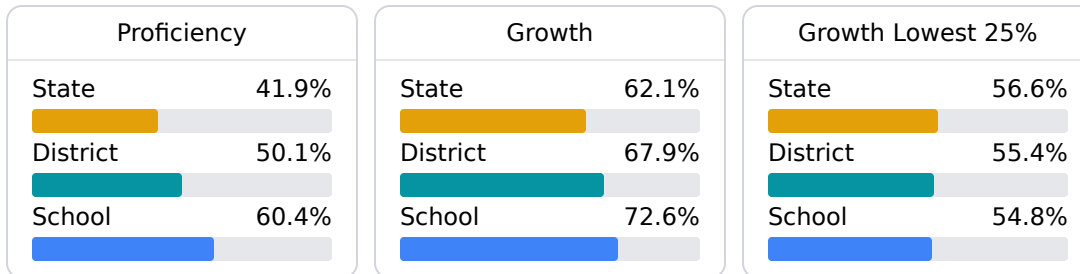 Proficiency
State 41.9%
District 50.1%
School 60.4%
Growth
State 62.1%
District 67.9%
School 72.6%
Growth Lowest 25%
State 56.6%
District 55.4%
School 54.8%